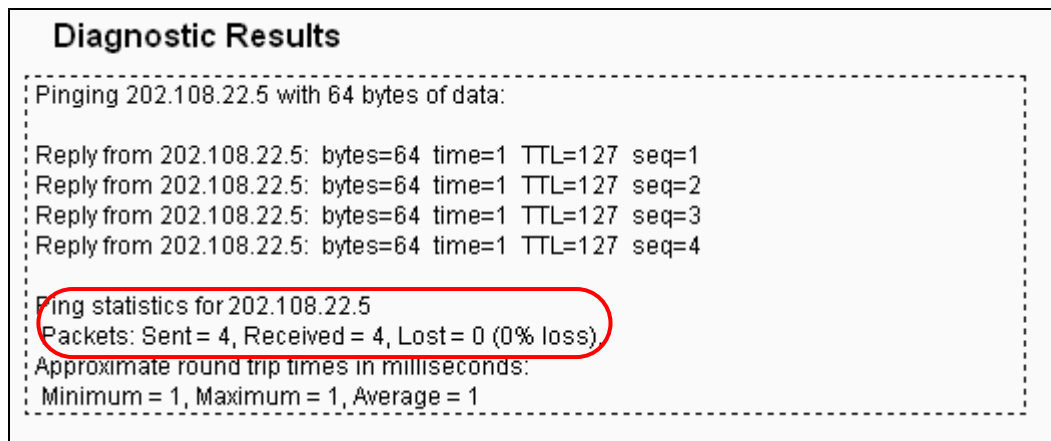 Diagnostic Results
Pinging 202.108.22.5 with 64 bytes of data:
Reply from 202.108.22.5: bytes=64 time=1 TTL=127 seq=1
Reply from 202.108.22.5: bytes=64 time=1 TTL=127 seq=2
Reply from 202.108.22.5: bytes=64 time=1 TTL=127 seq=3
Reply from 202.108.22.5: bytes=64 time=1 TTL=127 seq=4
Ping statistics for 202.108.22.5
Packets: Sent = 4, Received = 4, Lost = 0 (0% loss),
Approximate round trip times in milliseconds:
Minimum = 1, Maximum = 1, Average = 1